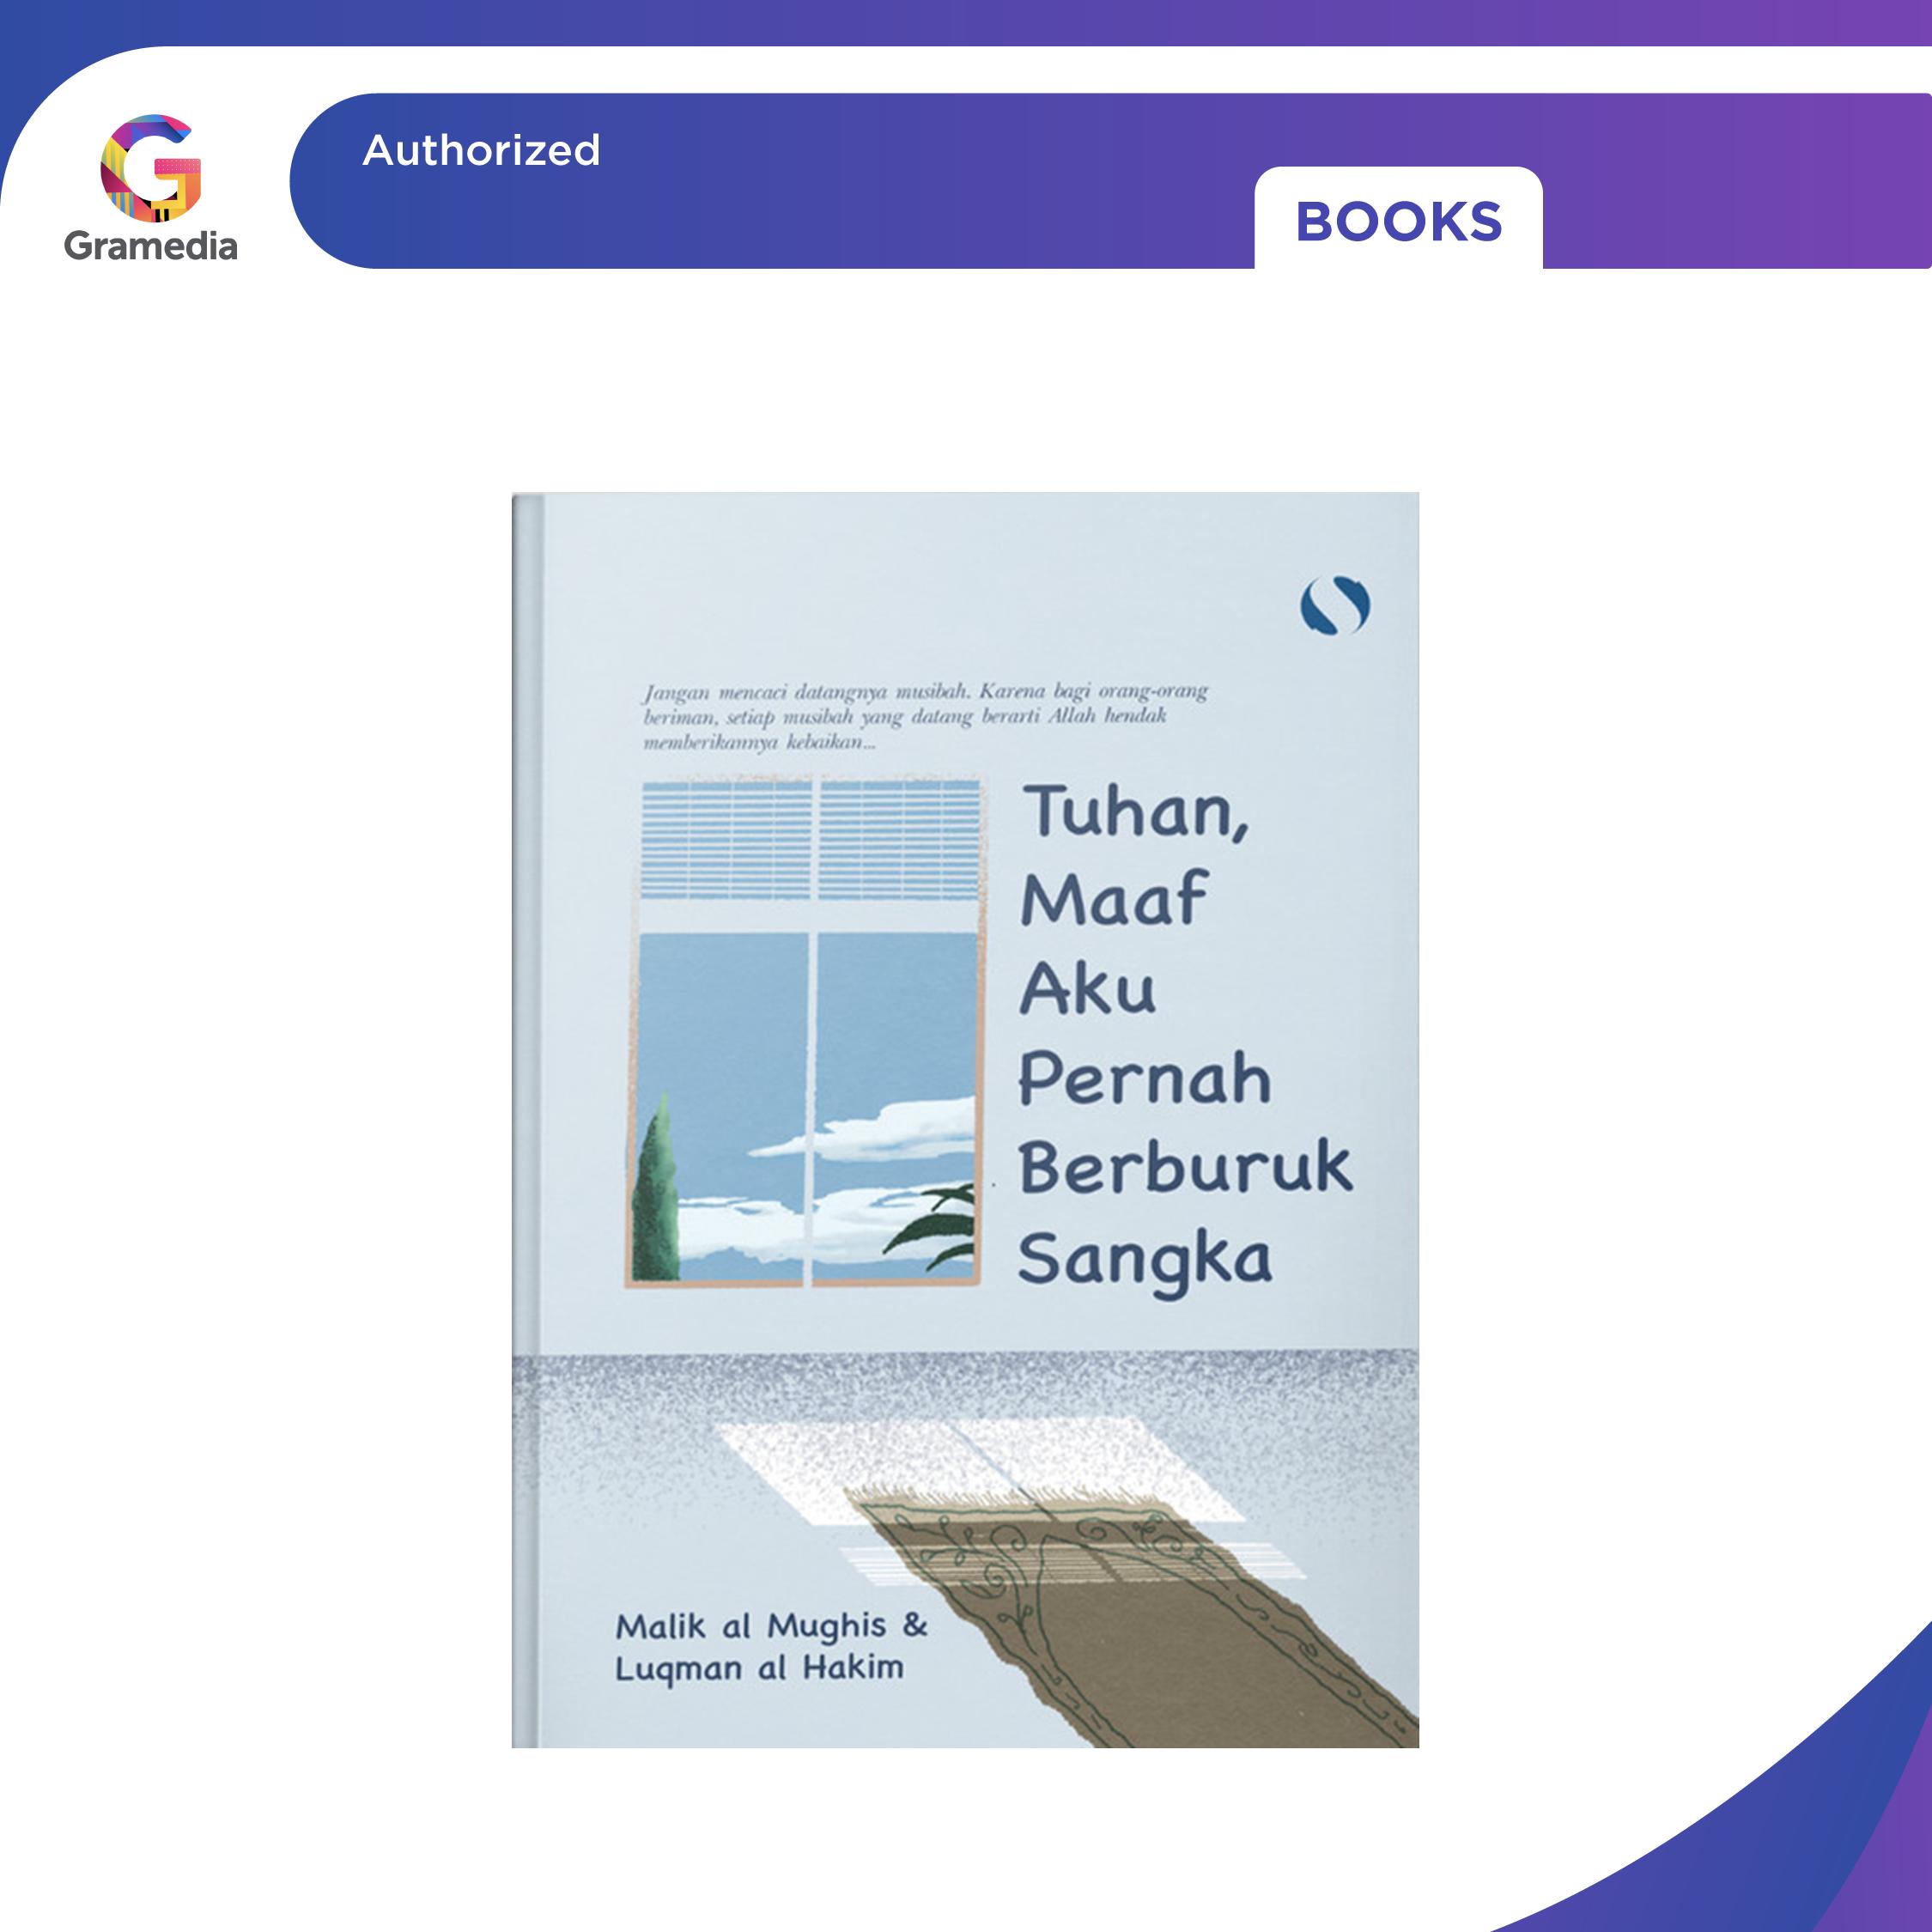 Gramedia
Authorized
BOOKS
Jangan mencaci datangnya musibah. Karena bagi orang-orang
beriman, setiap musibah yang datang berarti Allah hendak
memberikannya kebaikan...
Tuhan,
Maaf
Aku
Pernah
Berburuk
Sangka
Malik al Mughis &
Luqman al Hakim